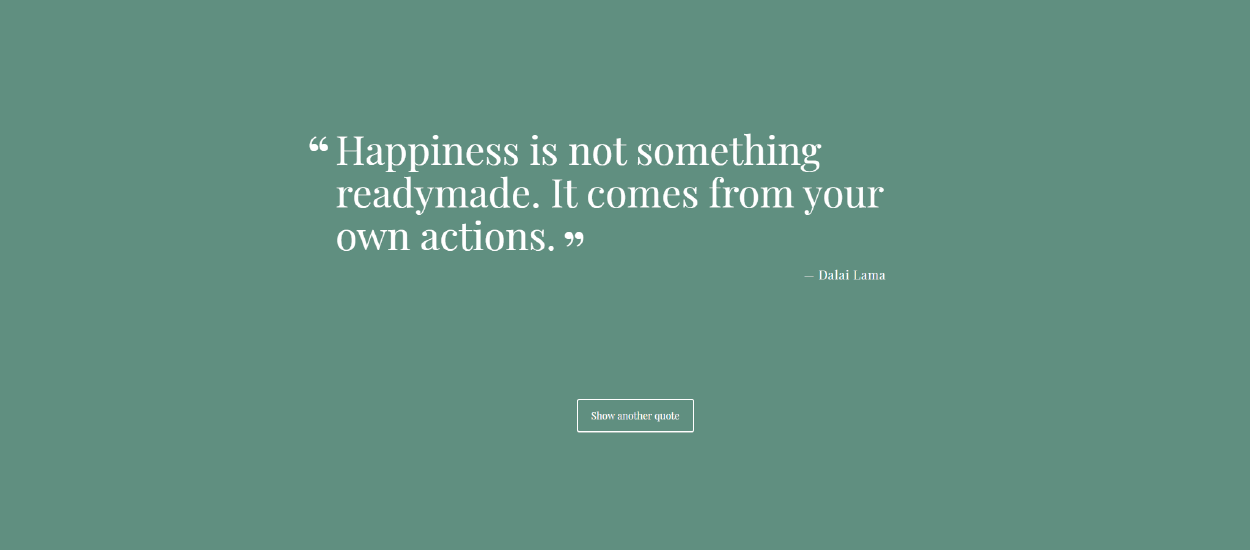 ❝ Happiness is not something
readymade. It comes from your
own actions. ❞
— Dalai Lama
Show another quote